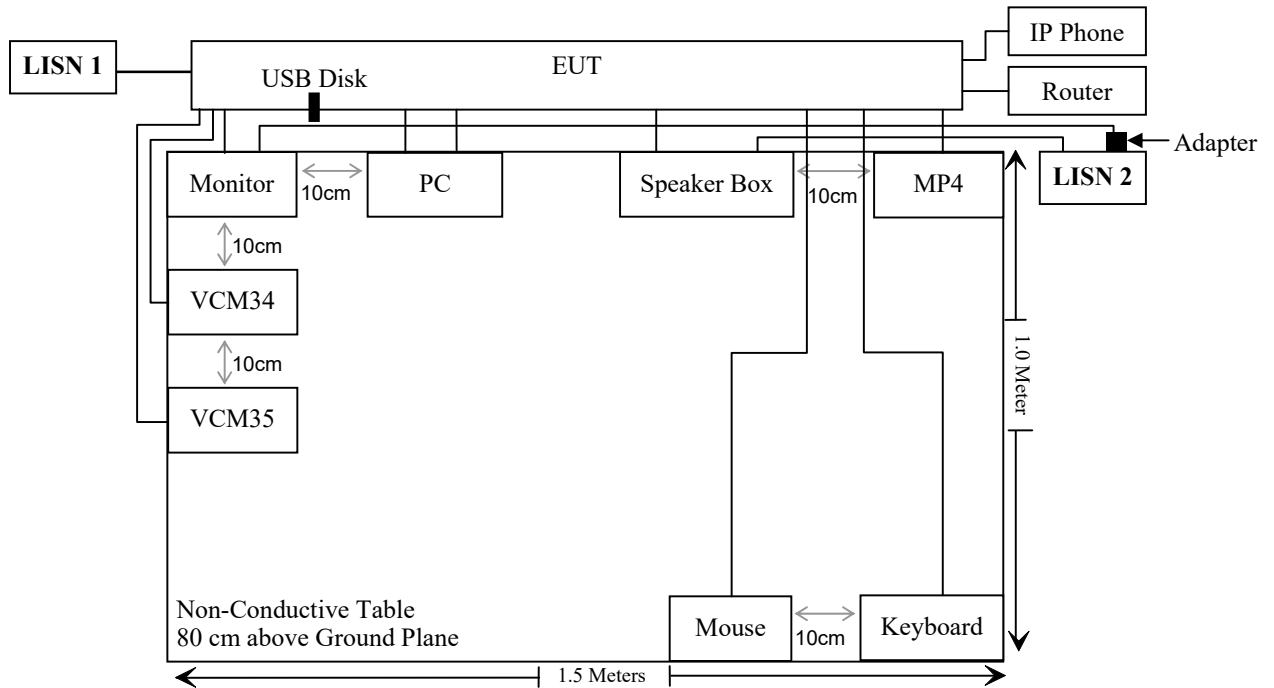 IP Phone
LISN 1
EUT
USB Disk
Router
Adapter
Monitor
10cm
PC
Speaker Box
10cm
MP4
LISN 2
10cm
VCM34
10cm
VCM35
1.0 Meter
Non-Conductive Table
80 cm above Ground Plane
Mouse
10cm
Keyboard
1.5 Meters